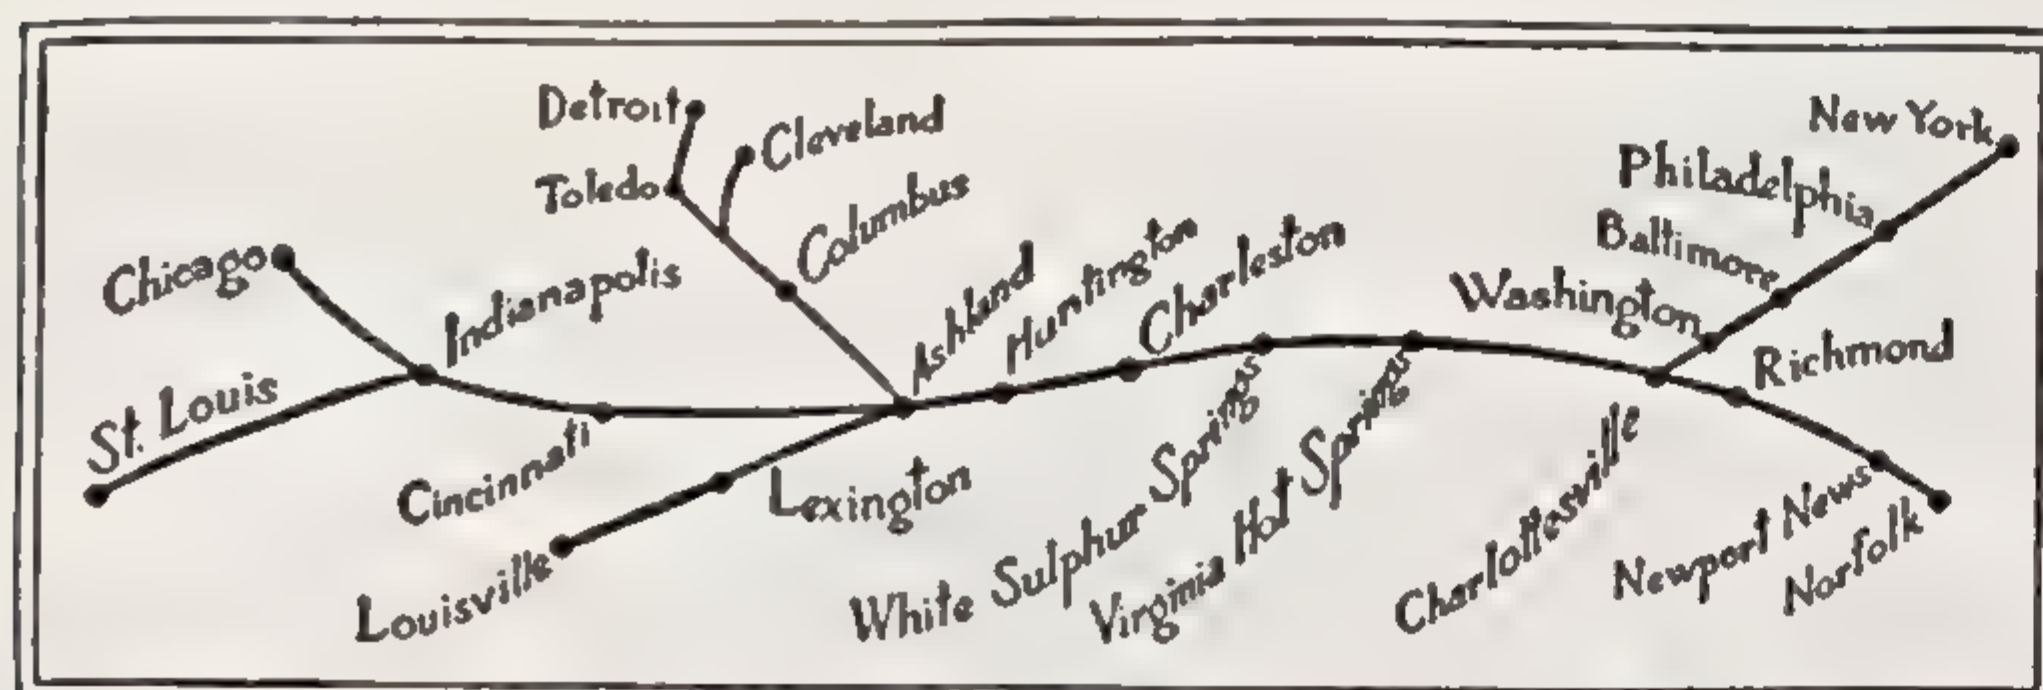 Detroit
Cleveland
New York
Toledo
Columbus
Philadelphia
Baltimore
Chicago
Indianapolis
Ashland
Huntington
Charleston
Washington
St. Louis
Richmond
Cincinnati
Lexington
Louisville
White Sulphur Springs
Virginia Hot Springs
Charlottesville
Newport News
Norfolk